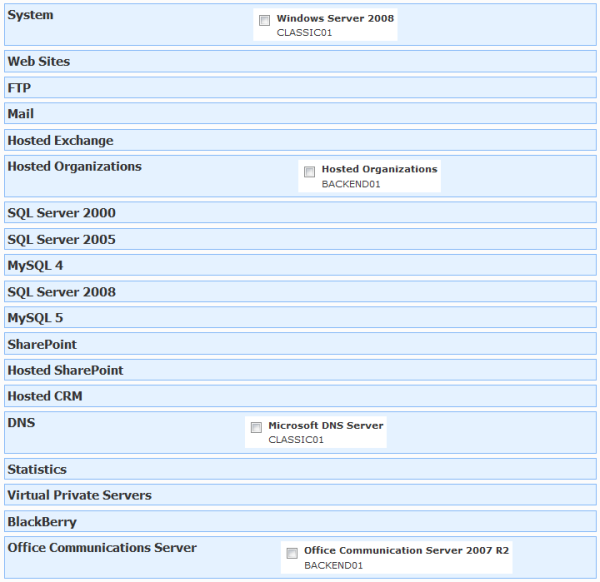 System
Windows Server 2008
CLASSIC01
Web Sites
FTP
Mail
Hosted Exchange
Hosted Organizations
Hosted Organizations
BACKEND01
SQL Server 2000
SQL Server 2005
MySQL 4
SQL Server 2008
MySQL 5
SharePoint
Hosted SharePoint
Hosted CRM
DNS
Microsoft DNS Server
CLASSIC01
Statistics
Virtual Private Servers
BlackBerry
Office Communications Server
Office Communication Server 2007 R2
BACKEND01